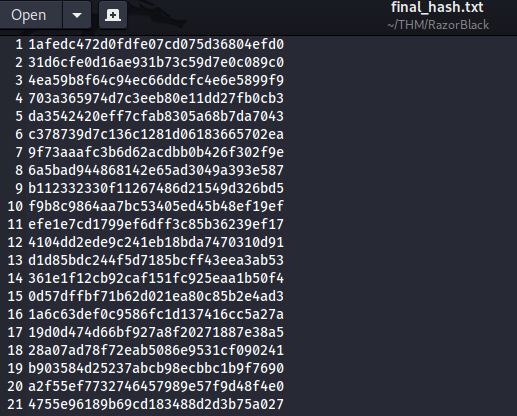 Open
final_hash.txt
~/THM/RazorBlack
1 1afedc472d0fdfe07cd075d36804efd0
2 31d6cfe0d16ae931b73c59d7e0c089c0
3 4ea59b8f64c94ec66ddcfc4e6e5899f9
4 703a365974d7c3eeb80e11dd27fb0cb3
5 da3542420eff7cfab8305a68b7da7043
6 c378739d7c136c1281d06183665702ea
7 9f73aaafc3b6d62acdbb0b426f302f9e
8 6a5bad944868142e65ad3049a393e587
9 b112332330f11267486d21549d326bd5
10 f9b8c9864aa7bc53405ed45b48ef19ef
11 efe1e7cd1799ef6dff3c85b36239ef17
12 4104dd2ede9c241eb18bda7470310d91
13 d1d85bdc244f5d7185bcff43eea3ab53
14 361e1f12cb92caf151fc925eaa1b50f4
15 0d57dffbf71b62d021ea80c85b2e4ad3
16 1a6c63def0c9586fc1d137416cc5a27a
17 19d0d474d66bf927a8f20271887e38a5
18 28a07ad78f72eab5086e9531cf090241
19 b903584d25237abcb98ecbbc1b9f7690
20 a2f55ef7732746457989e57f9d48f4e0
21 4755e96189b69cd183488d2d3b75a027